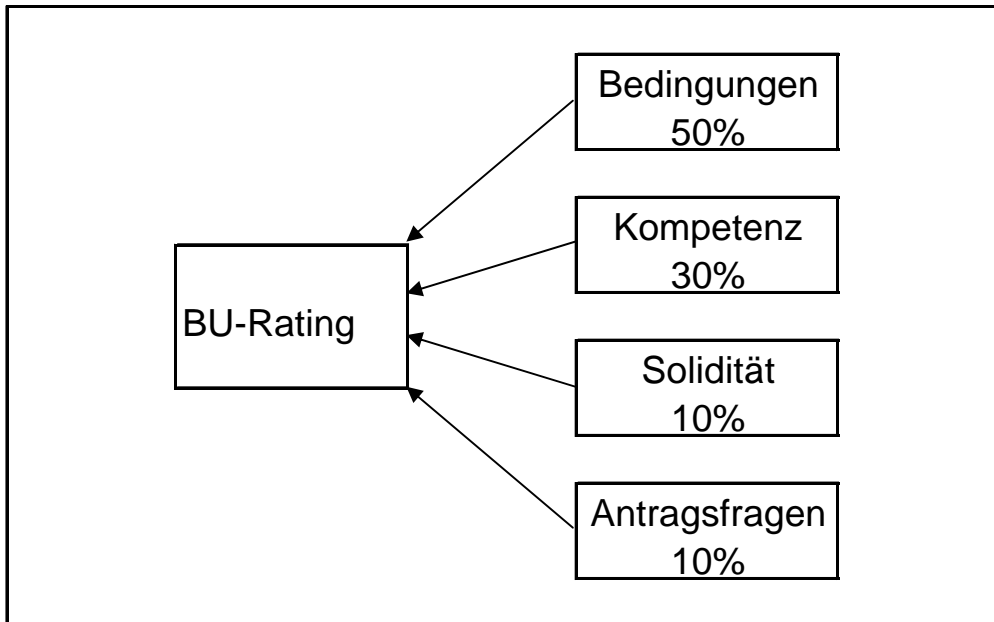 Bedingungen
50%
Kompetenz
30%
BU-Rating
Solidität
10%
Antragsfragen
10%